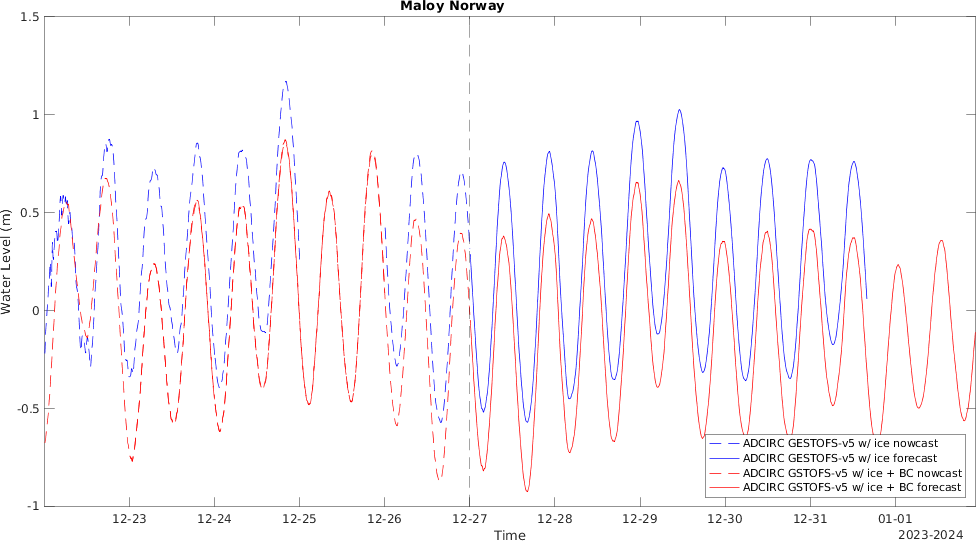 Maloy Norway
1.5
1
0.5
0
-0.5
-1
Water Level (m)
12-23 12-24 12-25 12-26 12-27 12-28 12-29 12-30 12-31 01-01
Time
2023-2024
ADCIRC GESTOFS-v5 w/ ice nowcast
ADCIRC GESTOFS-v5 w/ ice forecast
ADCIRC GSTOFS-v5 w/ ice + BC nowcast
ADCIRC GSTOFS-v5 w/ ice + BC forecast